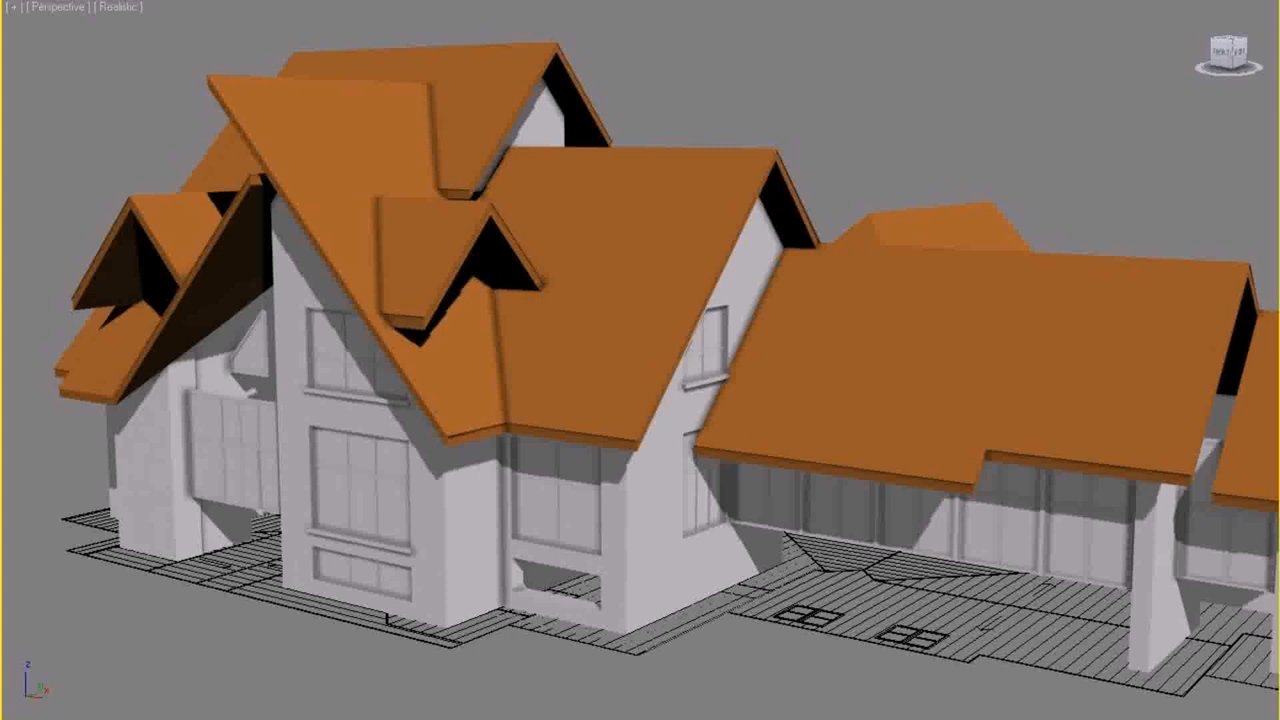 [ + ] [ Perspective ] [ Realistic ]
z